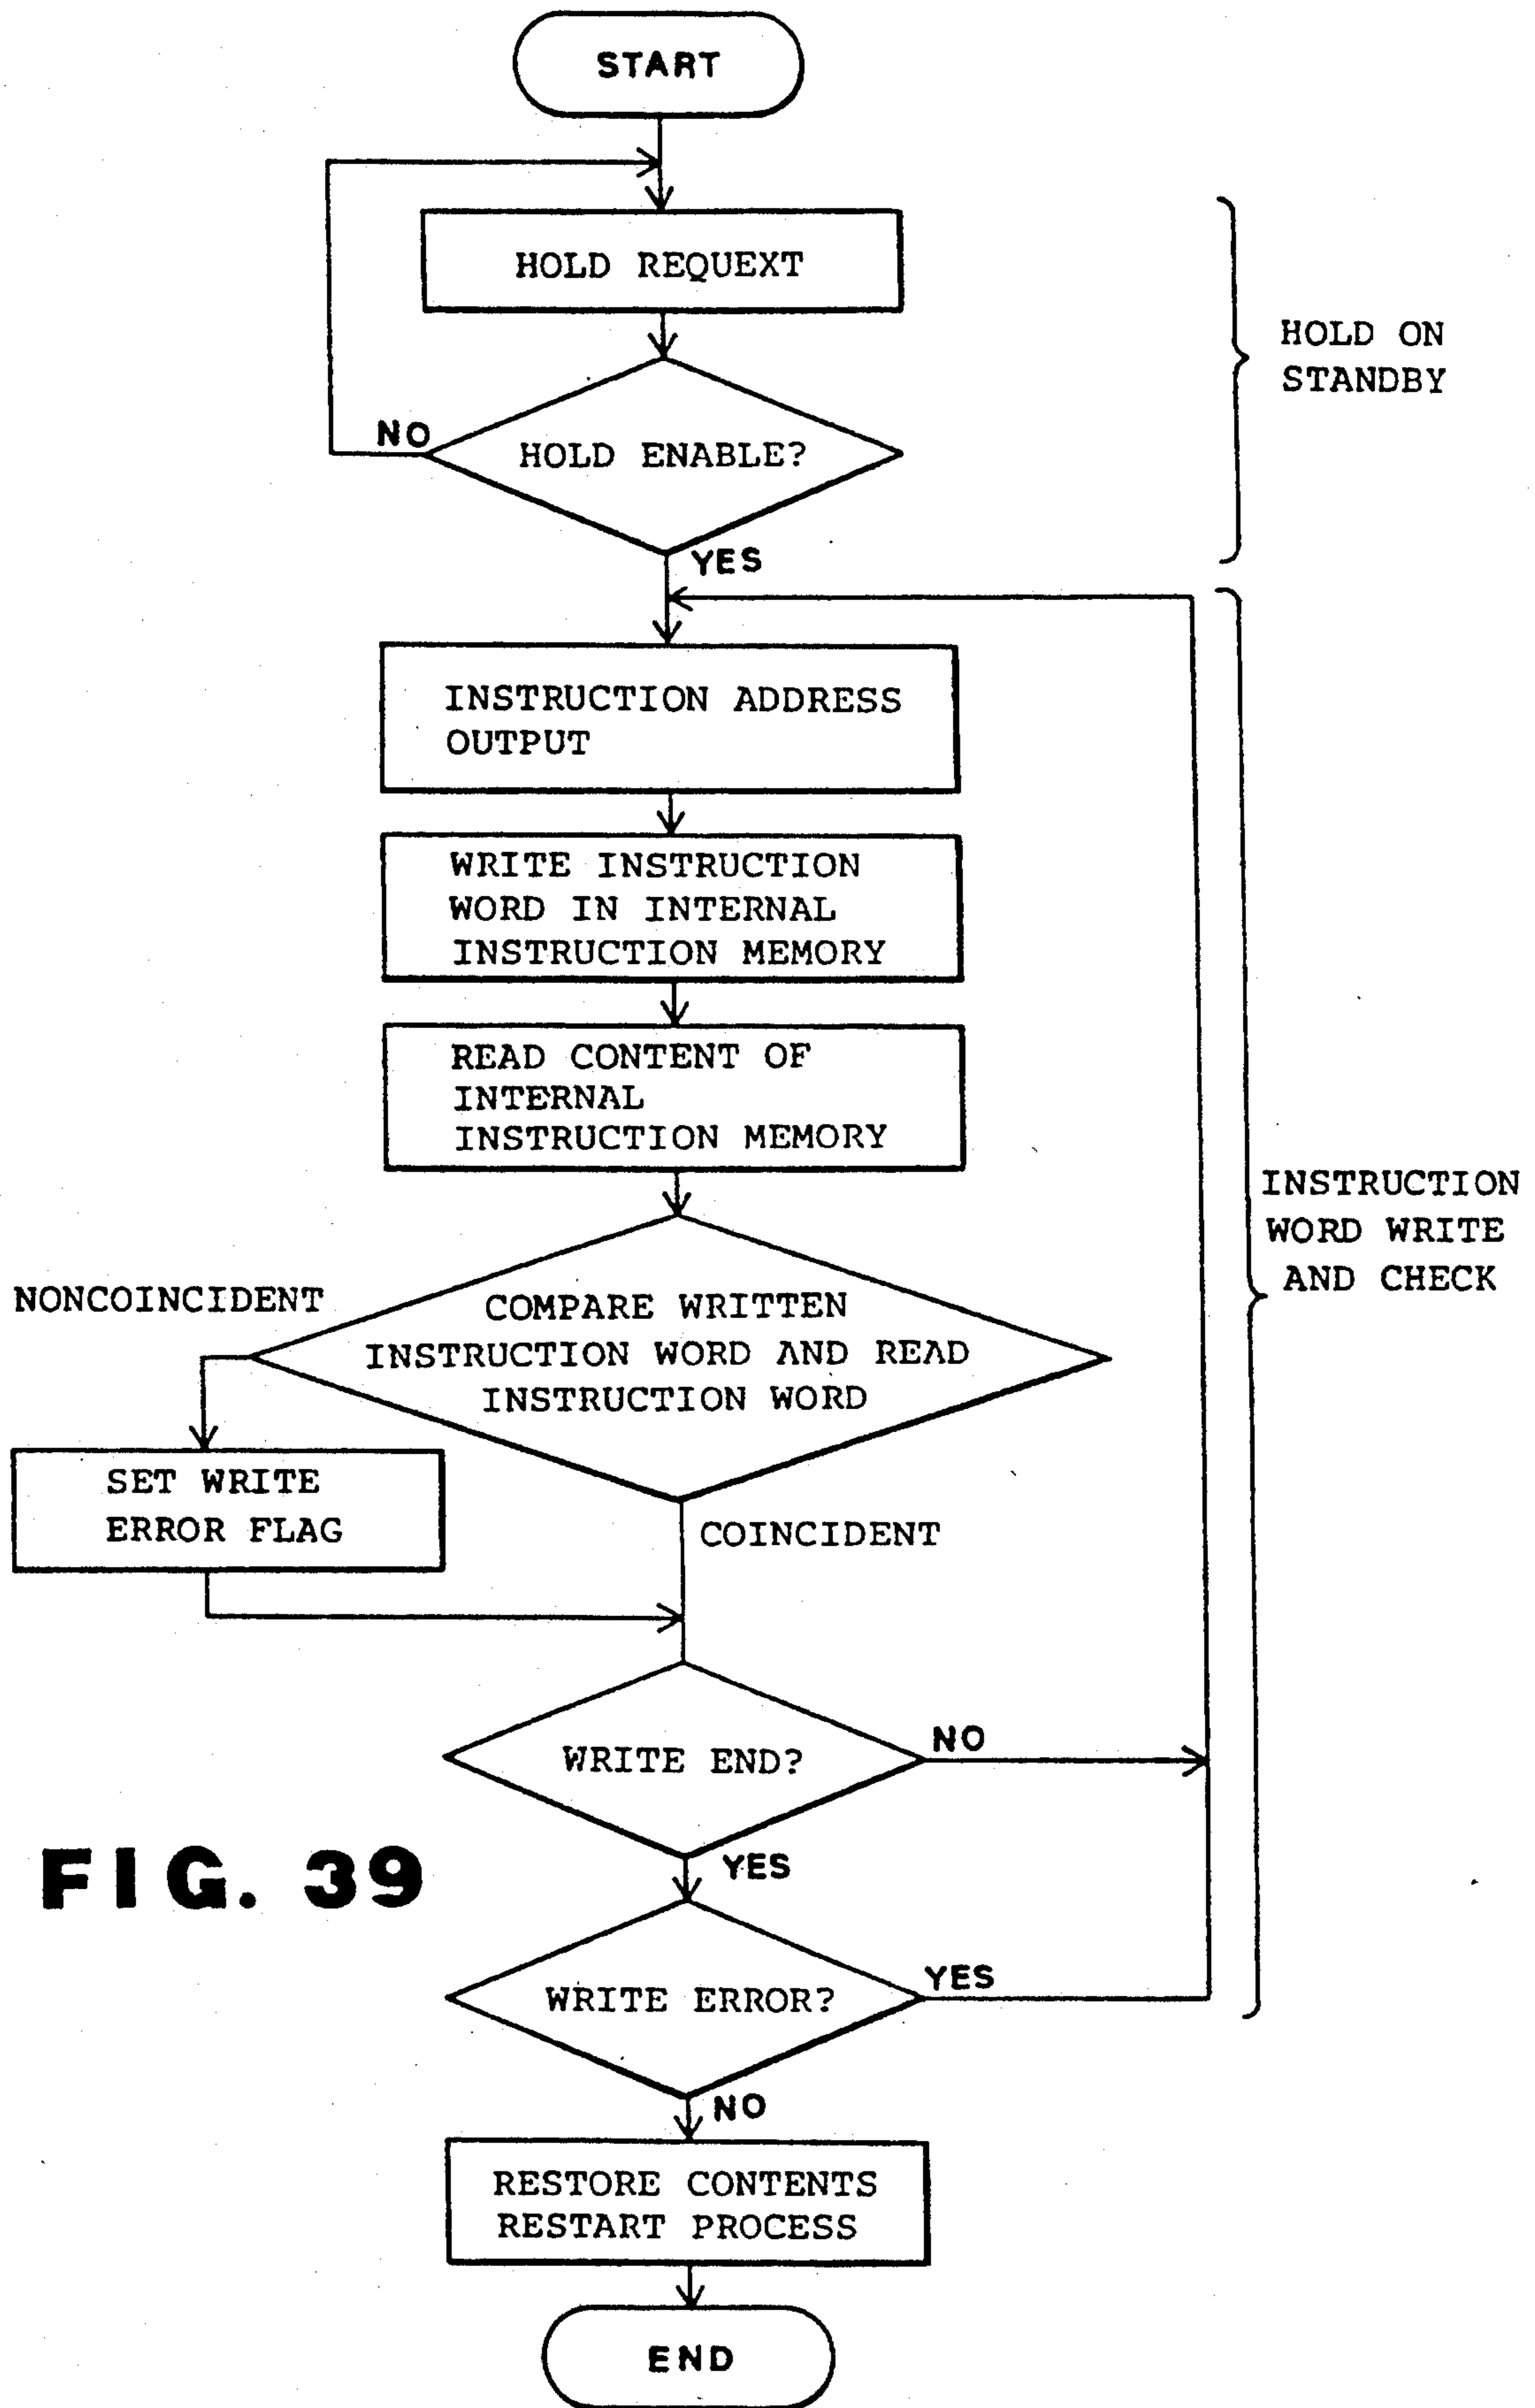 START
HOLD REQUEXT
HOLD ON
STANDBY
HOLD ENABLE?
NO
YES
INSTRUCTION ADDRESS
OUTPUT
WRITE INSTRUCTION
WORD IN INTERNAL
INSTRUCTION MEMORY
READ CONTENT OF
INTERNAL
INSTRUCTION MEMORY
INSTRUCTION
WORD WRITE
AND CHECK
NONCOINCIDENT
COMPARE WRITTEN
INSTRUCTION WORD AND READ
INSTRUCTION WORD
SET WRITE
ERROR FLAG
COINCIDENT
WRITE END?
NO
YES
FIG. 39
WRITE ERROR?
YES
NO
RESTORE CONTENTS
RESTART PROCESS
END